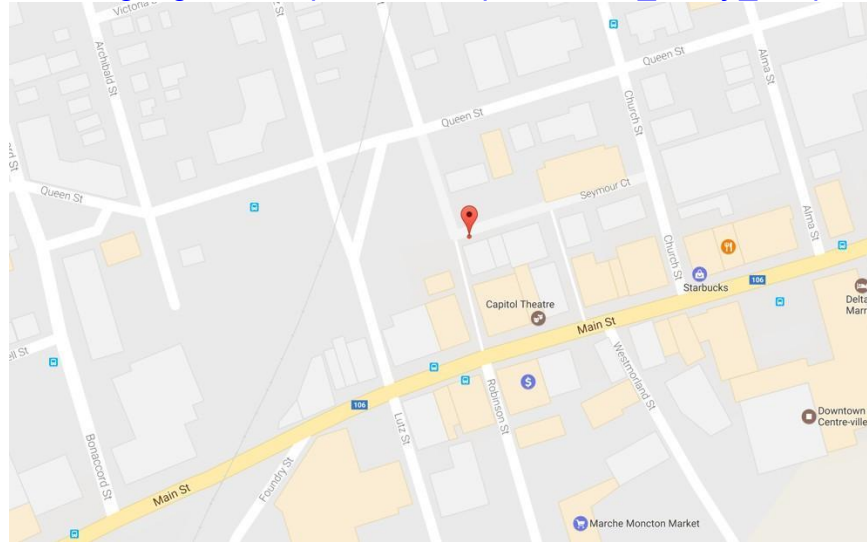 Victoria
Archibald St
Queen St
Church St
Alma St
Queen St
Queen St
Seymour Ct
Church St
Alma St
Starbucks
106
Delta
Marr
Capitol Theatre
Main St
Westmorland St
Robinson St
106
Lutz St
Downtown
Centre-ville
Bonaccord St
Main St
Foundry St
Marche Moncton Market